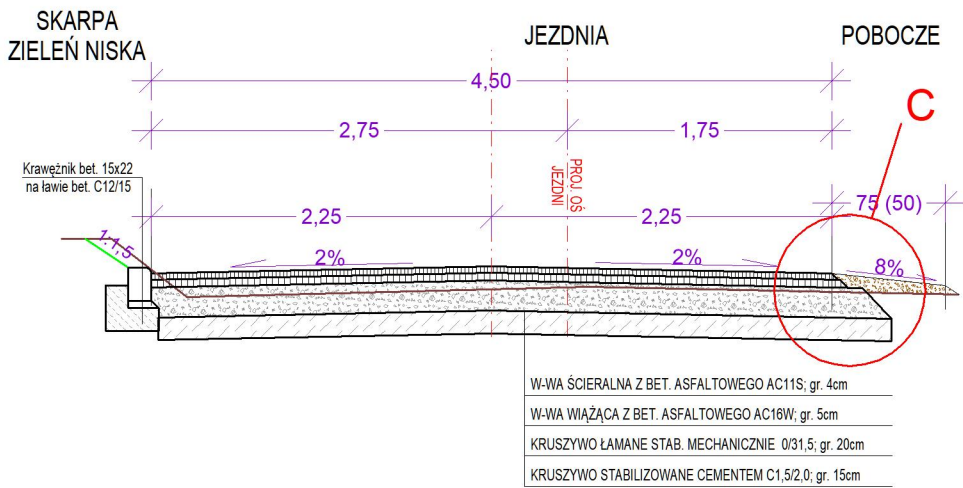 SKARPA
ZIELEŃ NISKA
JEZDNIA
POBOCZE
4,50
C
2,75
1,75
Krawężnik bet. 15x22
na ławie bet. C12/15
PROJ. OŚ
JEZDNI
75 (50)
2,25
2,25
1:1,5
2%
2%
8%
W-WA ŚCIERALNA Z BET. ASFALTOWEGO AC11S; gr. 4cm
W-WA WIĄŻĄCA Z BET. ASFALTOWEGO AC16W; gr. 5cm
KRUSZYWO ŁAMANE STAB. MECHANICZNIE 0/31,5; gr. 20cm
KRUSZYWO STABILIZOWANE CEMENTEM C1,5/2,0; gr. 15cm